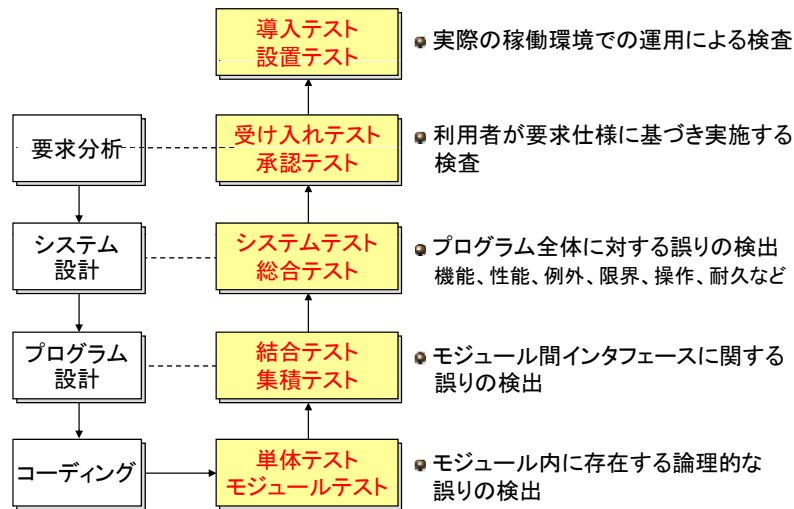 導入テスト
設置テスト
実際の稼働環境での運用による検査
要求分析
受け入れテスト
承認テスト
利用者が要求仕様に基づき実施する
検査
システム
設計
システムテスト
総合テスト
プログラム全体に対する誤りの検出
機能、性能、例外、限界、操作、耐久など
プログラム
設計
結合テスト
集積テスト
モジュール間インタフェースに関する
誤りの検出
コーディング
単体テスト
モジュールテスト
モジュール内に存在する論理的な
誤りの検出